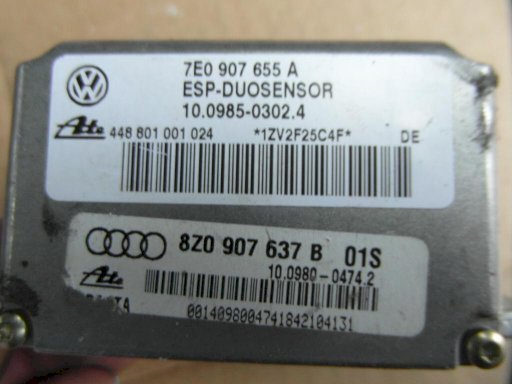 7E0 907 655 A
ESP-DUOSENSOR
10.0985-0302.4
Ate 448 801 001 024 *1ZV2F25C4F* DE
8Z0 907 637 B 01S
Ate 10.0980-0474.2
0014098004741842104131